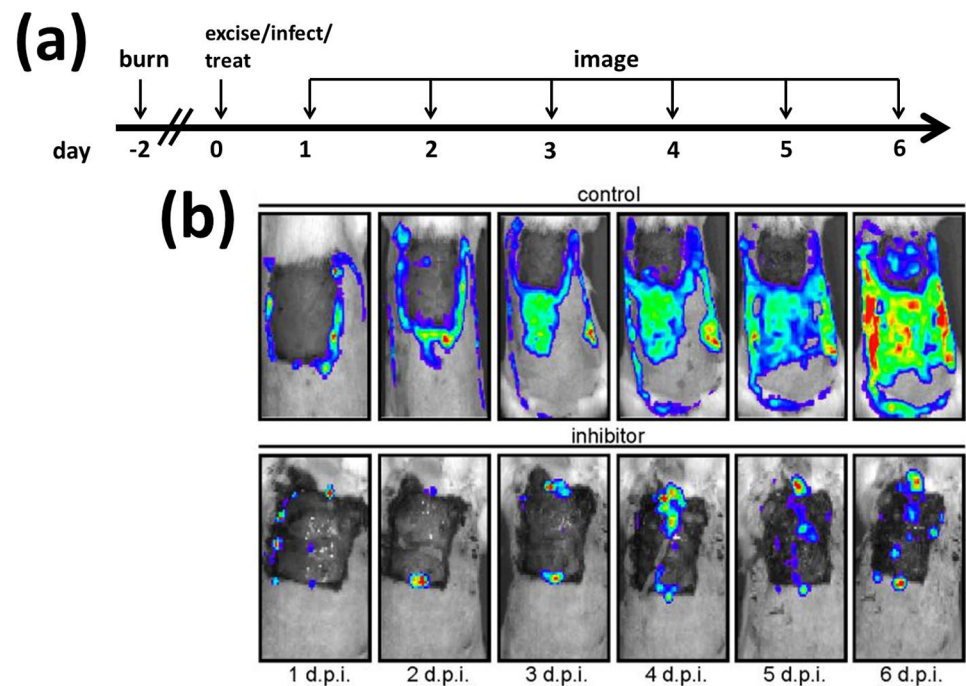 (a)
excise/infect/
burn treat image
day -2 0 1 2 3 4 5 6
(b)
control
inhibitor
1 d.p.i. 2 d.p.i. 3 d.p.i. 4 d.p.i. 5 d.p.i. 6 d.p.i.